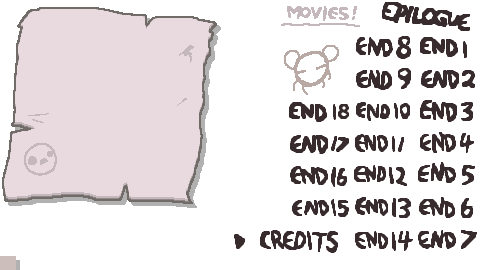 MOVIES! EPILOGUE
END 8 END 1
END 9 END 2
END 18 END 10 END 3
END 17 END 11 END 4
END 16 END 12 END 5
END 15 END 13 END 6
CREDITS END 14 END 7